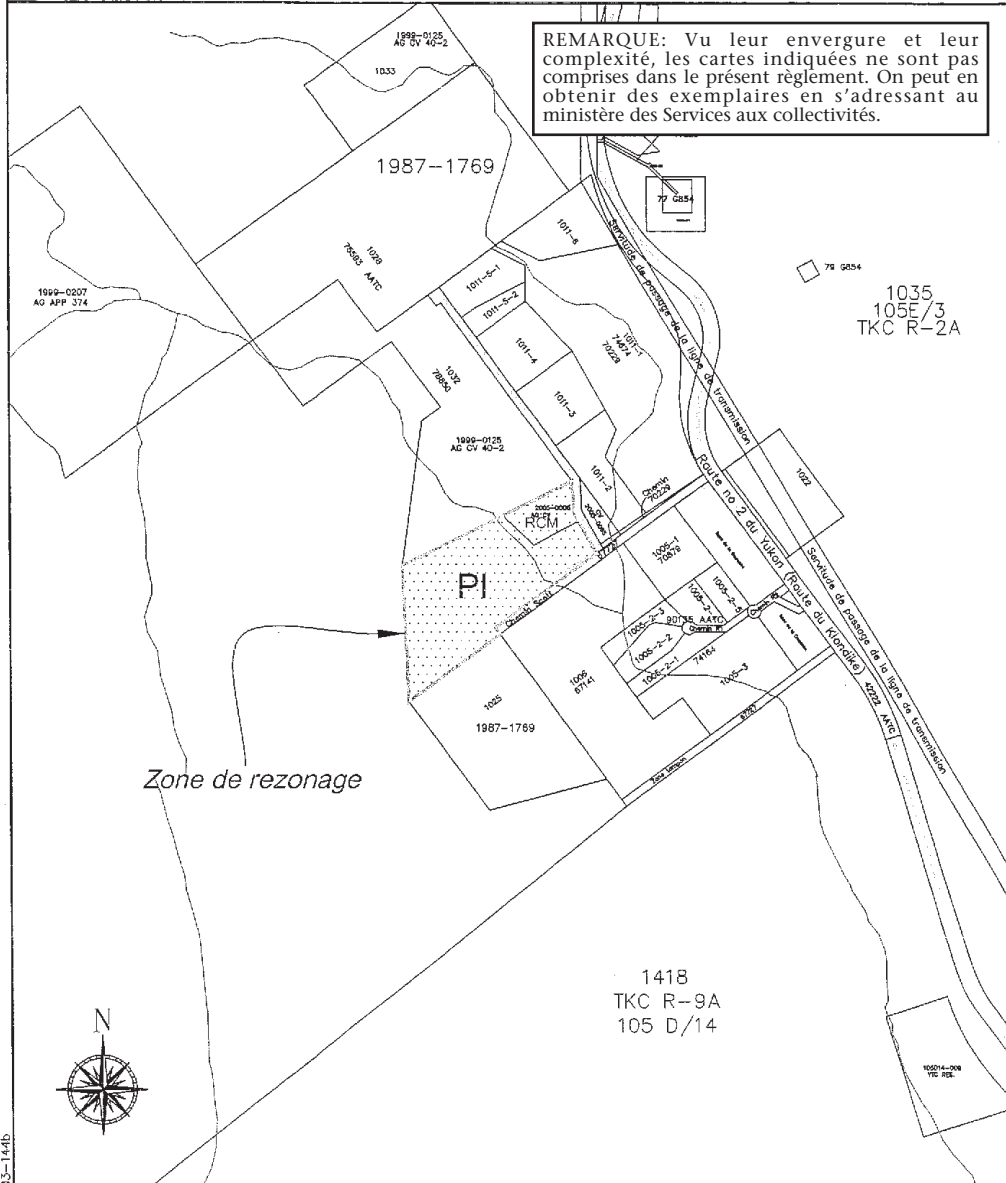 REMARQUE: Vu leur envergure et leur
complexité, les cartes indiquées ne sont pas
comprises dans le présent règlement. On peut en
obtenir des exemplaires en s'adressant au
ministère des Services aux collectivités.
1999-0125
AG CV 40-2
1033
1987-1769
77 G854
79 G854
1028
AATC
1011-6
1011-5-1
1011-5-2
1011-4
1011-3
1011-2
1011-1
74674
70229
Servitude de passage de la ligne de transmission
1035
105E/3
TKC R-2A
1999-0207
AG APP 374
1032
78850
1999-0125
AG CV 40-2
RCM
PI
Chemin
70229
1022
Route no 2 du Yukon (Route du Klondike)
Servitude de passage de la ligne de transmission
42222 AATC
Chemin Scott
1005-1
70879
1005-2-3
1005-2-2
1005-2-1
90135 AATC
74164
1005-3
1006
67141
1025
1987-1769
Zone tampon
Zone de rezonage
1418
TKC R-9A
105 D/14
N